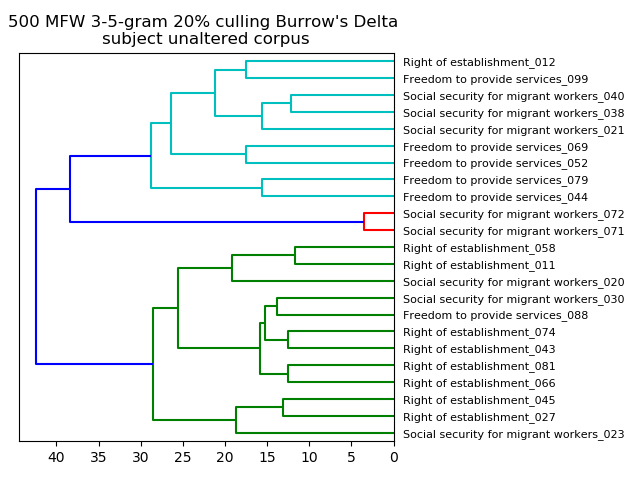 500 MFW 3-5-gram 20% culling Burrow's Delta
subject unaltered corpus
Right of establishment_012
Freedom to provide services_099
Social security for migrant workers_040
Social security for migrant workers_038
Social security for migrant workers_021
Freedom to provide services_069
Freedom to provide services_052
Freedom to provide services_079
Freedom to provide services_044
Social security for migrant workers_072
Social security for migrant workers_071
Right of establishment_058
Right of establishment_011
Social security for migrant workers_020
Social security for migrant workers_030
Freedom to provide services_088
Right of establishment_074
Right of establishment_043
Right of establishment_081
Right of establishment_066
Right of establishment_045
Right of establishment_027
Social security for migrant workers_023
40 35 30 25 20 15 10 5 0